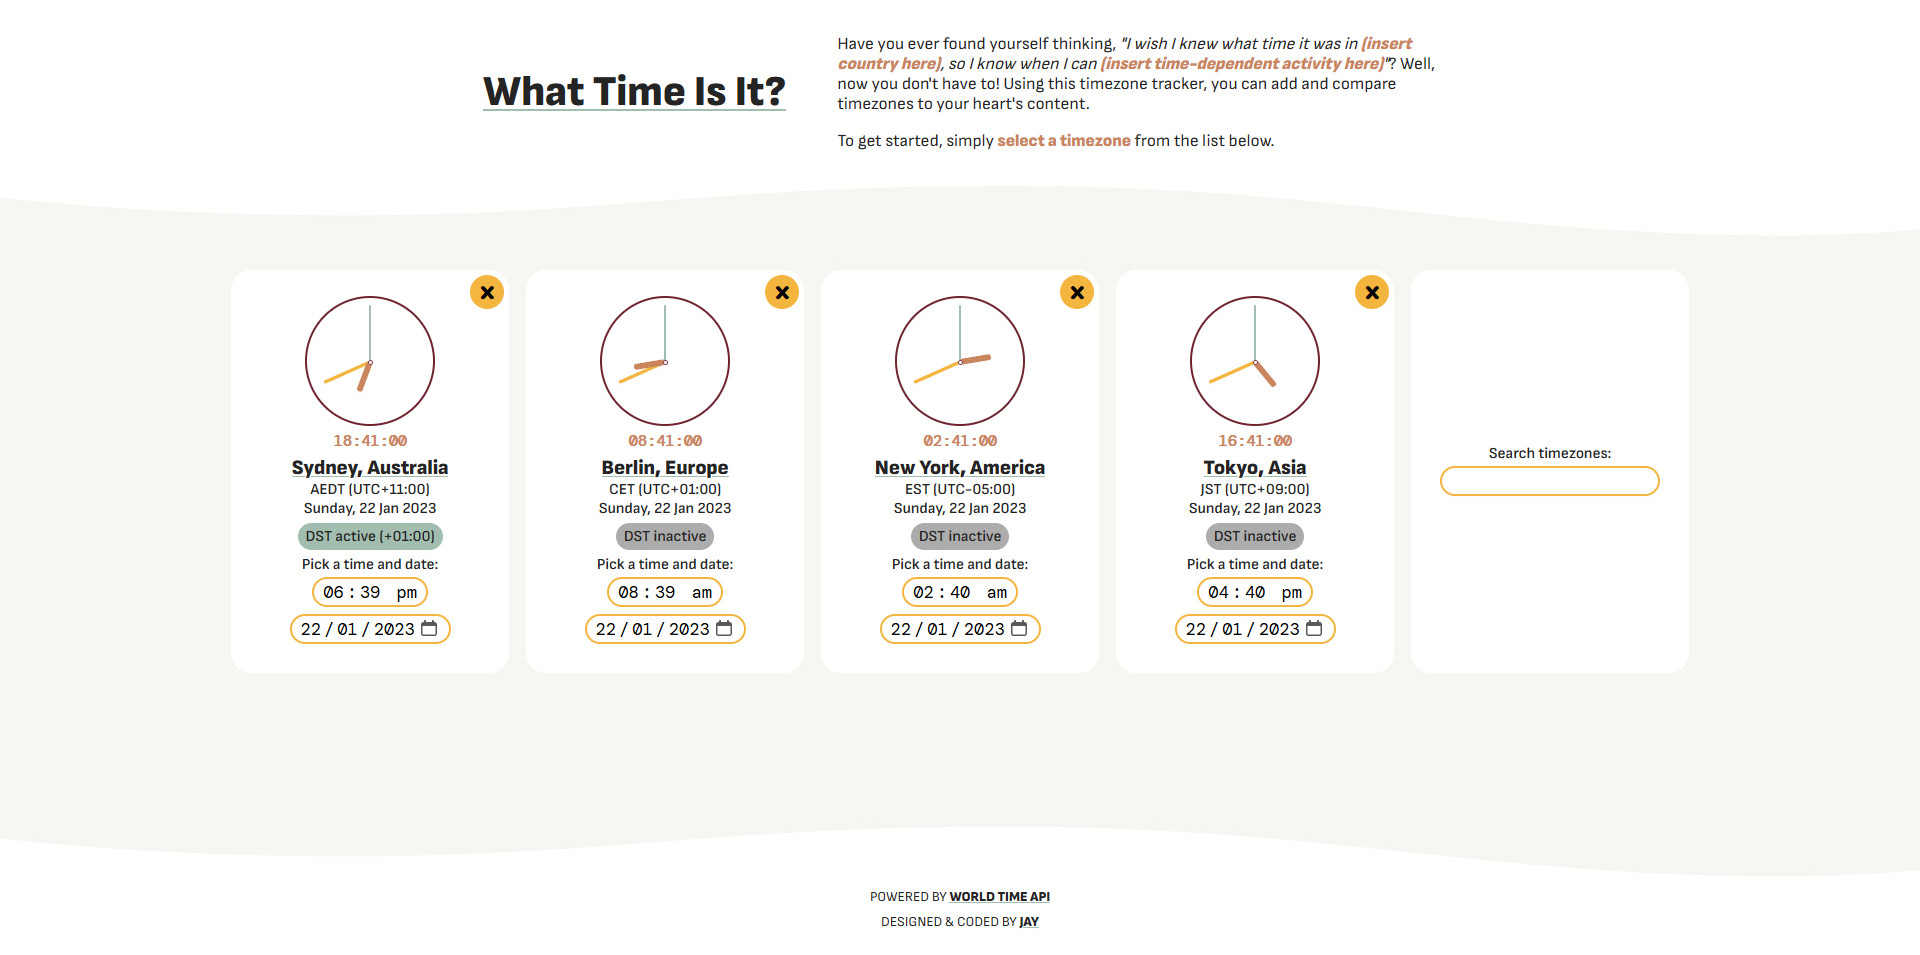 What Time Is It?
Have you ever found yourself thinking, "I wish I knew what time it was in (insert
country here), so I know when I can (insert time-dependent activity here)"? Well,
now you don't have to! Using this timezone tracker, you can add and compare
timezones to your heart's content.
To get started, simply select a timezone from the list below.
18:41:00
Sydney, Australia
AEDT (UTC+11:00)
Sunday, 22 Jan 2023
DST active (+01:00)
Pick a time and date:
06 : 39 pm
22 / 01 / 2023
08:41:00
Berlin, Europe
CET (UTC+01:00)
Sunday, 22 Jan 2023
DST inactive
Pick a time and date:
08 : 39 am
22 / 01 / 2023
02:41:00
New York, America
EST (UTC-05:00)
Sunday, 22 Jan 2023
DST inactive
Pick a time and date:
02 : 40 am
22 / 01 / 2023
16:41:00
Tokyo, Asia
JST (UTC+09:00)
Sunday, 22 Jan 2023
DST inactive
Pick a time and date:
04 : 40 pm
22 / 01 / 2023
Search timezones:
POWERED BY WORLD TIME API
DESIGNED & CODED BY JAY